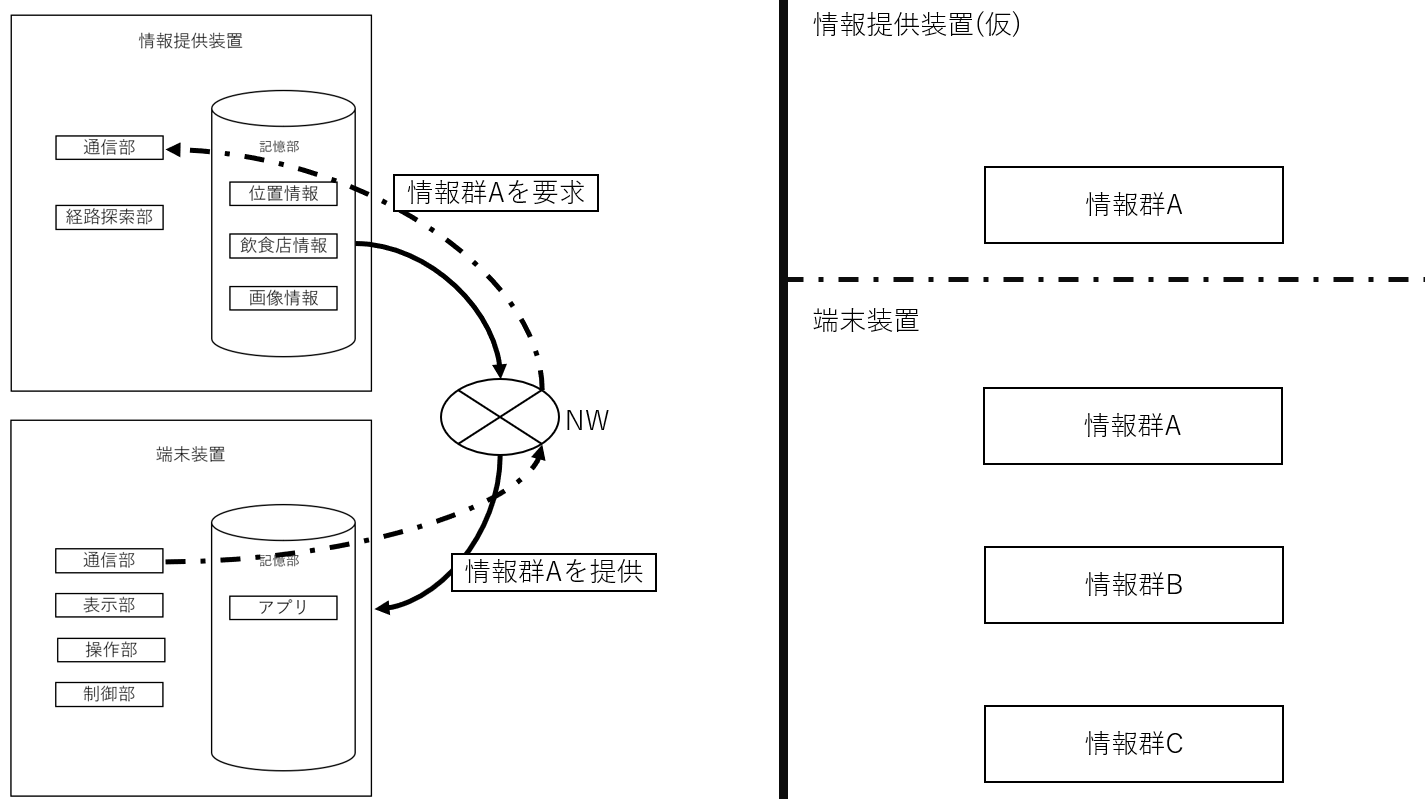 情報提供装置
通信部
経路探索部
記憶部
位置情報
飲食店情報
画像情報
情報群Aを要求
NW
端末装置
通信部
表示部
操作部
制御部
記憶部
アプリ
情報群Aを提供
情報提供装置(仮)
情報群A
端末装置
情報群A
情報群B
情報群C